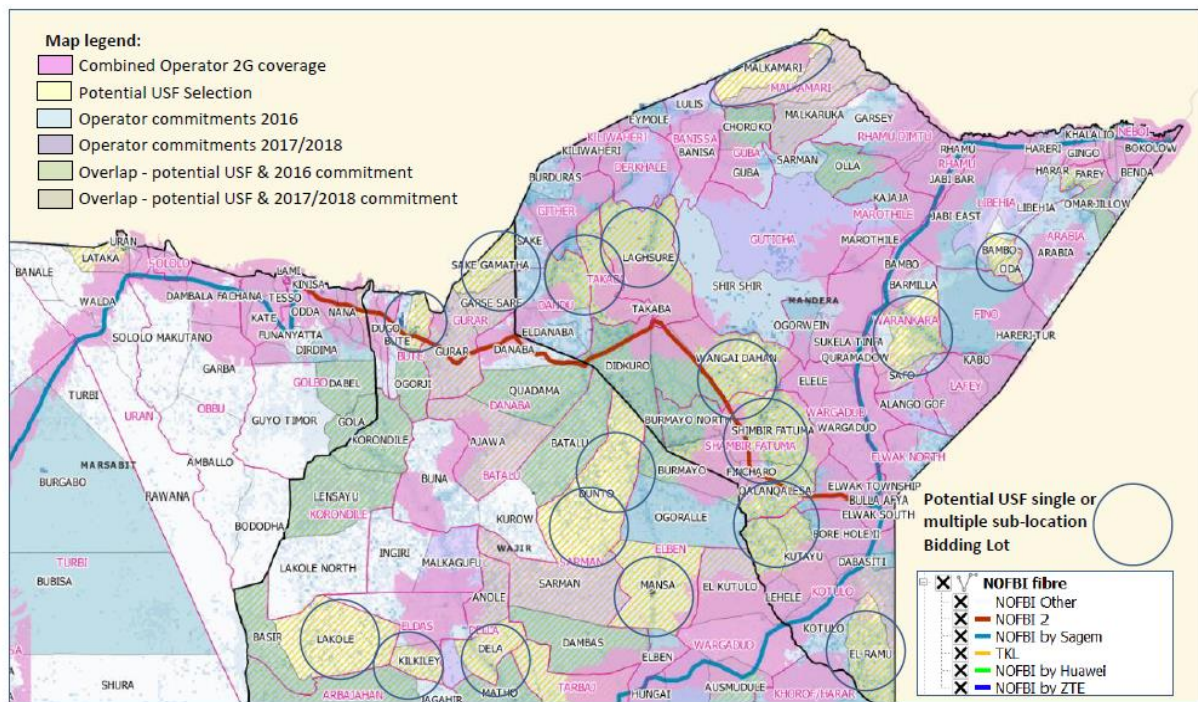 Map legend:
Combined Operator 2G coverage
Potential USF Selection
Operator commitments 2016
Operator commitments 2017/2018
Overlap - potential USF & 2016 commitment
Overlap - potential USF & 2017/2018 commitment
MALKAMARI
MALKAMARI
LULIS
EYMOLE
CHOROKO
MALKARUKA
GARSEY
KILIWAHERI
KILIWAHERI
BANISSA
BANISA
RHAMU DIMTU
RHAMU
RHAMU
KHALALIO
NEBOI
HARERI
GINGO
BOKOLOW
DERKHALE
GUBA
GUBA
SARMAN
OLLA
JABI BAR
HARAR
FAREY
BENDA
BURDURAS
GITHER
KAJAJA
LIBEHIA
LIBEHIA
OMARJILLOW
MAROTHILE
JABI EAST
ARABIA
ARABIA
URAN
LATAKA
SOLOLO
BANALE
SAKE
SAKE GAMATHA
LAGHSURE
GUTICHA
MAROTHILE
BAMBO
BAMBO
ODA
TAKABA
BARMILLA
LAMI
KINISA
WALDA
DAMBALA FACHANA
TESSO
GARSE SARE
DANDU
SHIR SHIR
MANDERA
FINO
KATE
ODDA
NANA
DUGO
GURAR
ELDANABA
TAKABA
OGORWEIN
WARANKARA
HARERI-TUR
SOLOLO MAKUTANO
FUNANYATTA
BUTE
BUTE
GURAR
DANABA
SUKELA TINFA
DIRDIMA
WANGAI DAHAN
QURAMADOW
KABO
GARBA
DIDKURO
SAFO
LAFEY
TURBI
GOLBO
DABEL
OGORJI
QUADAMA
ELELE
URAN
OBBU
DANABA
WARGADUD
ALANGO GOF
GUYO TIMOR
GOLA
BURMAYO NORTH
SHIMBIR FATUMA
WARGADUD
KORONDILE
AJAWA
BATALU
SHAMBIR FATUMA
ELWAK NORTH
MARSABIT
AMBALLO
BATALU
BURMAYO
FINCHARO
BURGABO
BUNA
ELWAK TOWNSHIP
RAWANA
LENSAYU
DUNTO
QALANQALESA
BULLA AFYA
KORONDILE
ELWAK SOUTH
BODODHA
KUROW
OGORALLE
BORE HOLE II
TURBI
INGIRI
WAJIR
KUTAYU
DABASITI
BUBISA
LAKOLE NORTH
MALKAGUFU
SARMAN
ELBEN
SARMAN
MANSA
EL KUTULO
LEHELE
KOTULO
ANOLE
KOTULO
BASIR
LAKOLE
ELDAS
DELLA
DAMBAS
WARGADUD
KILKILEY
DELA
ELBEN
EL RAMU
SHURA
ARBAJAHAN
JAGAHIR
MATHO
TARBAJ
HUNGAI
AUSMUDULE
KHOROF/HARAR
Potential USF single or
multiple sub-location
Bidding Lot
NOFBI fibre
NOFBI Other
NOFBI 2
NOFBI by Sagem
TKL
NOFBI by Huawei
NOFBI by ZTE